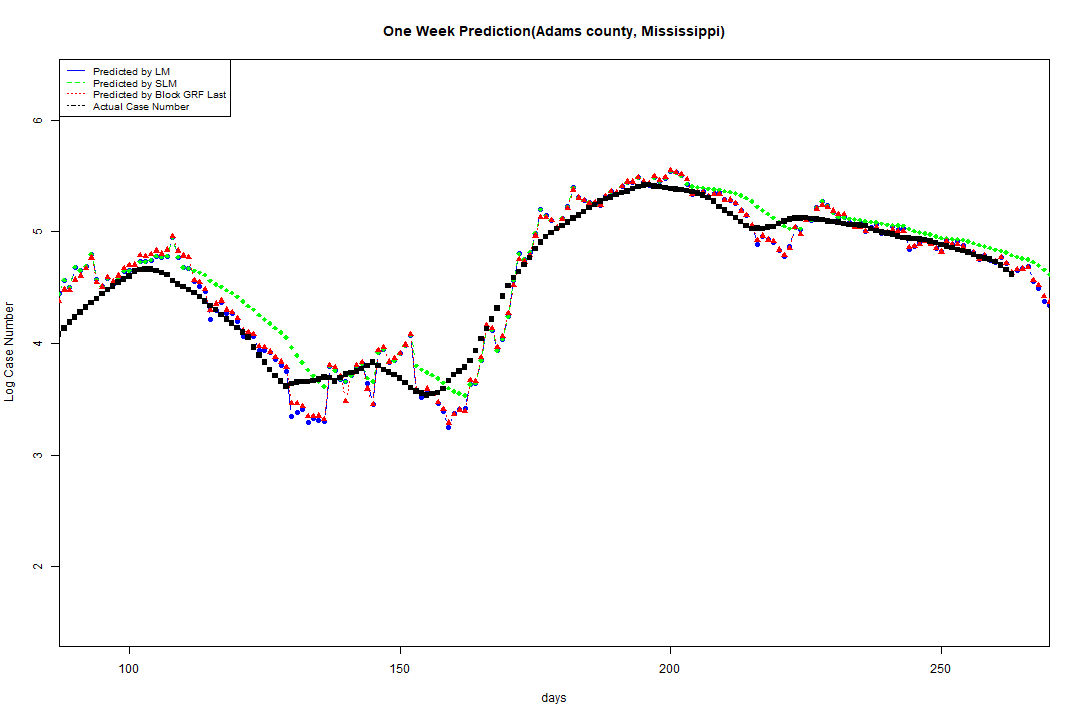 One Week Prediction(Adams county, Mississippi)
Predicted by LM
Predicted by SLM
Predicted by Block GRF Last
Actual Case Number
6
5
4
3
2
Log Case Number
100 150 200 250
days